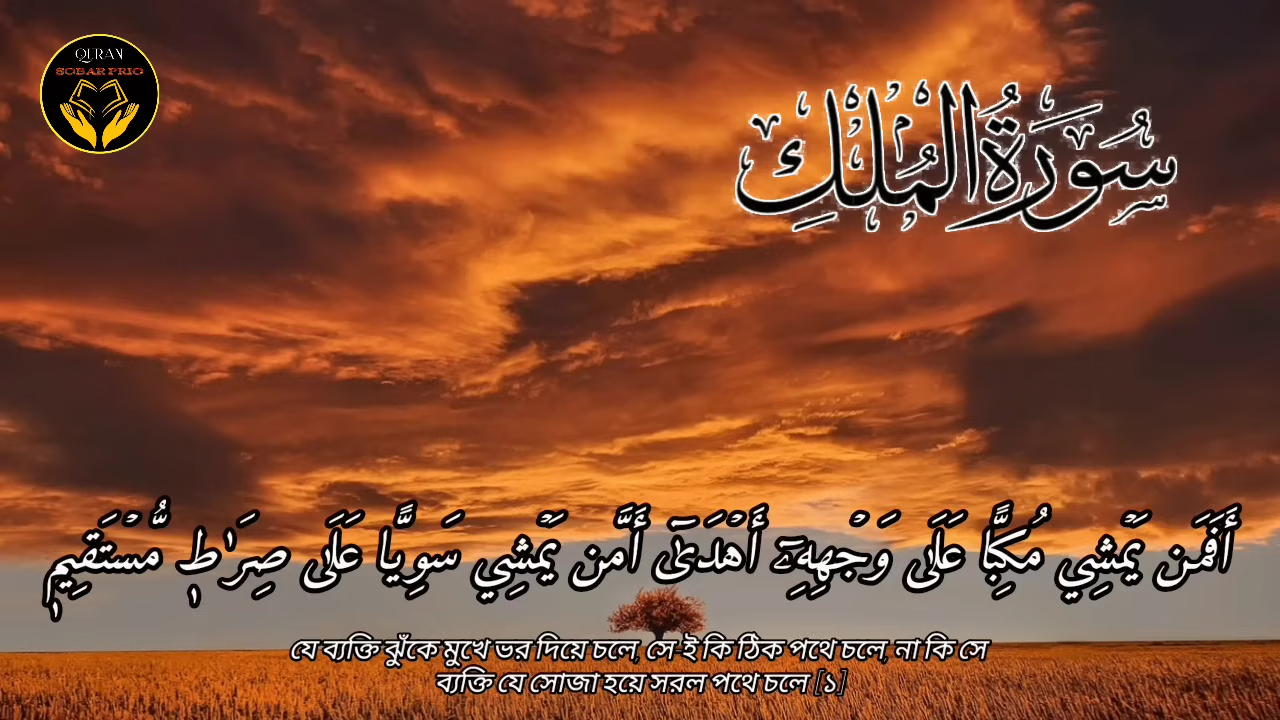 QURAN
SOBAR PRIO
سُورَةُ الْمُلْكِ
أَفَمَن يَمْشِي مُكِبًّا عَلَىٰ وَجْهِهِۦٓ أَهْدَىٰٓ أَمَّن يَمْشِي سَوِيًّا عَلَىٰ صِرَٰطٍ مُّسْتَقِيمٍ
যে ব্যক্তি ঝুঁকে মুখে ভর দিয়ে চলে, সে-ই কি ঠিক পথে চলে, না কি সে
ব্যক্তি যে সোজা হয়ে সরল পথে চলে [১]